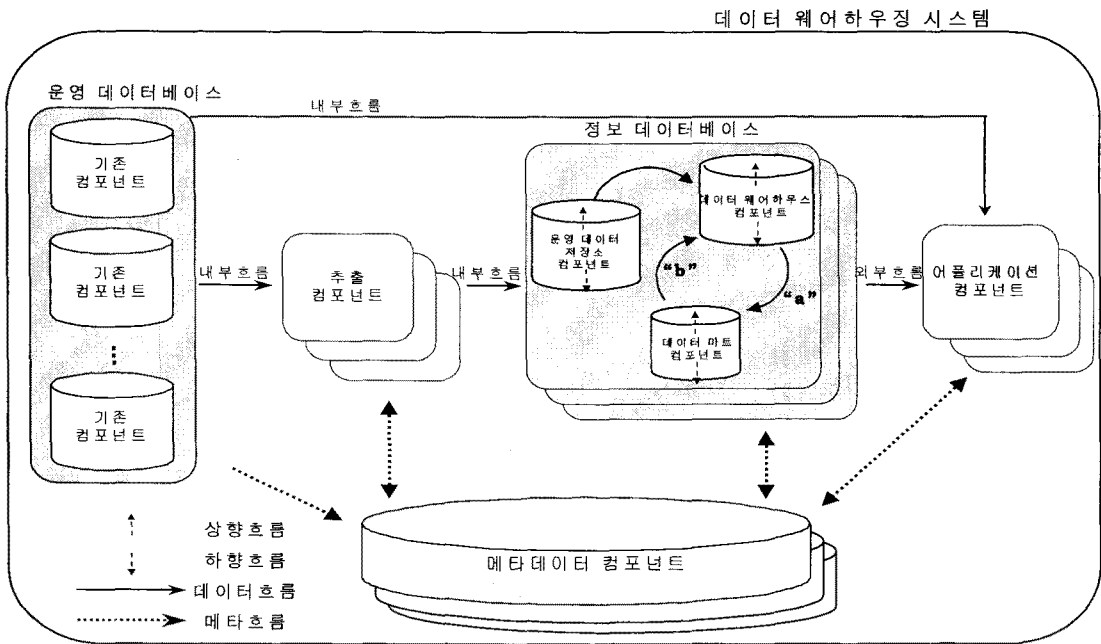 데이터 웨어하우징 시스템
운영 데이터베이스
내부흐름
정보 데이터베이스
기존
컴포넌트
기존
컴포넌트
기존
컴포넌트
내부흐름
추출
컴포넌트
내부흐름
운영 데이터
저장소
컴포넌트
데이터 웨어하우스
컴포넌트
"b"
"a"
데이터 마트
컴포넌트
외부흐름
어플리케이션
컴포넌트
메타데이터 컴포넌트
상향흐름
하향흐름
데이터흐름
메타흐름